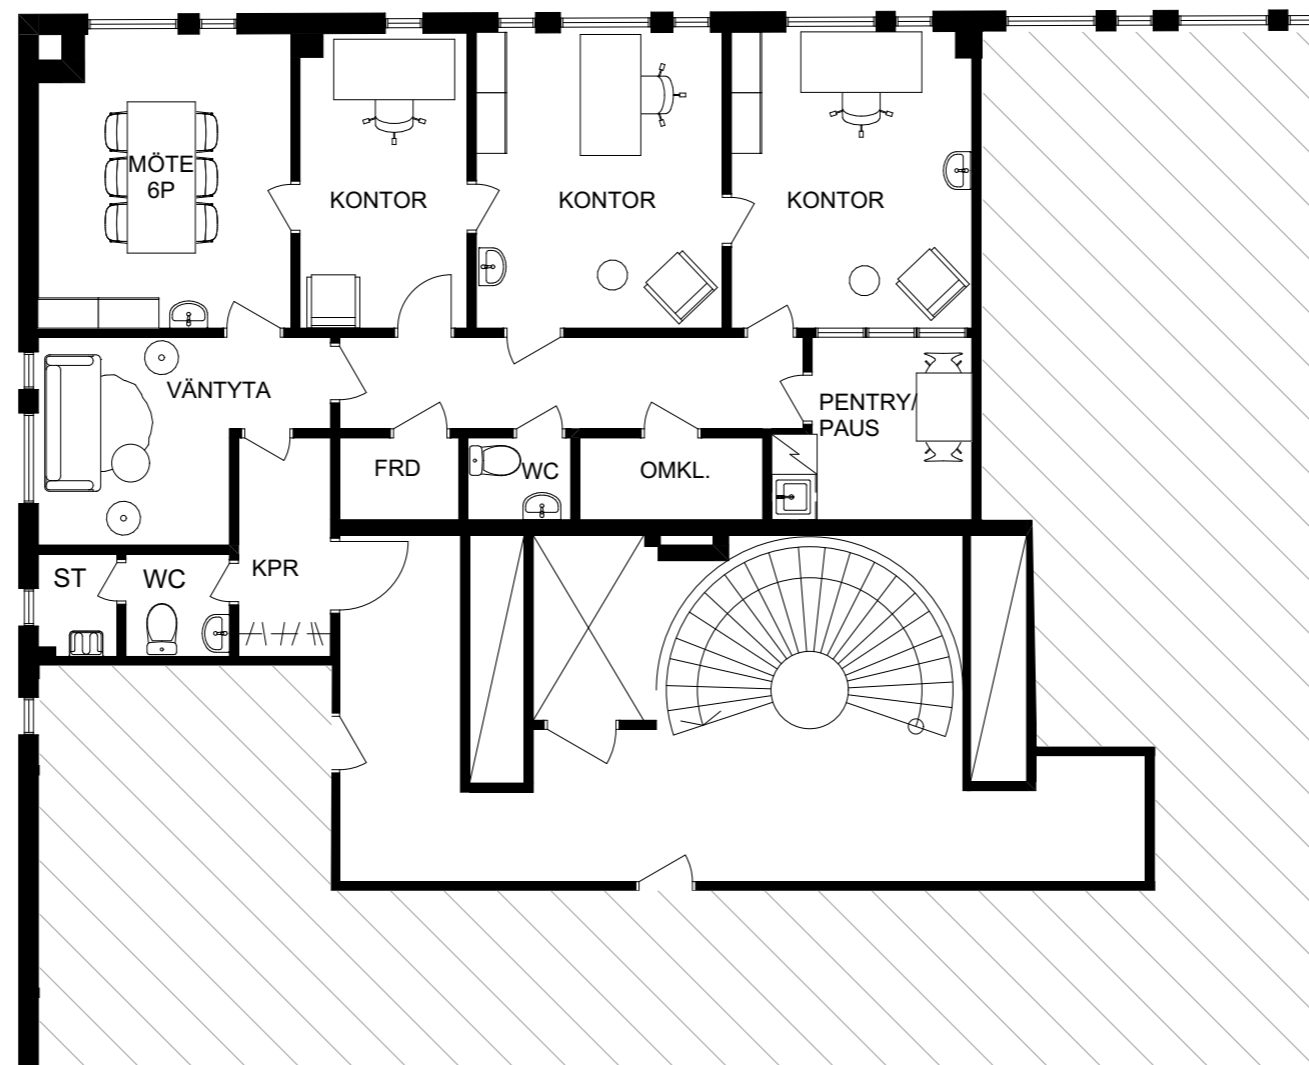 MÖTE
6P
KONTOR
KONTOR
KONTOR
VÄNTYTA
PENTRY/
PAUS
FRD
WC
OMKL.
ST
WC
KPR